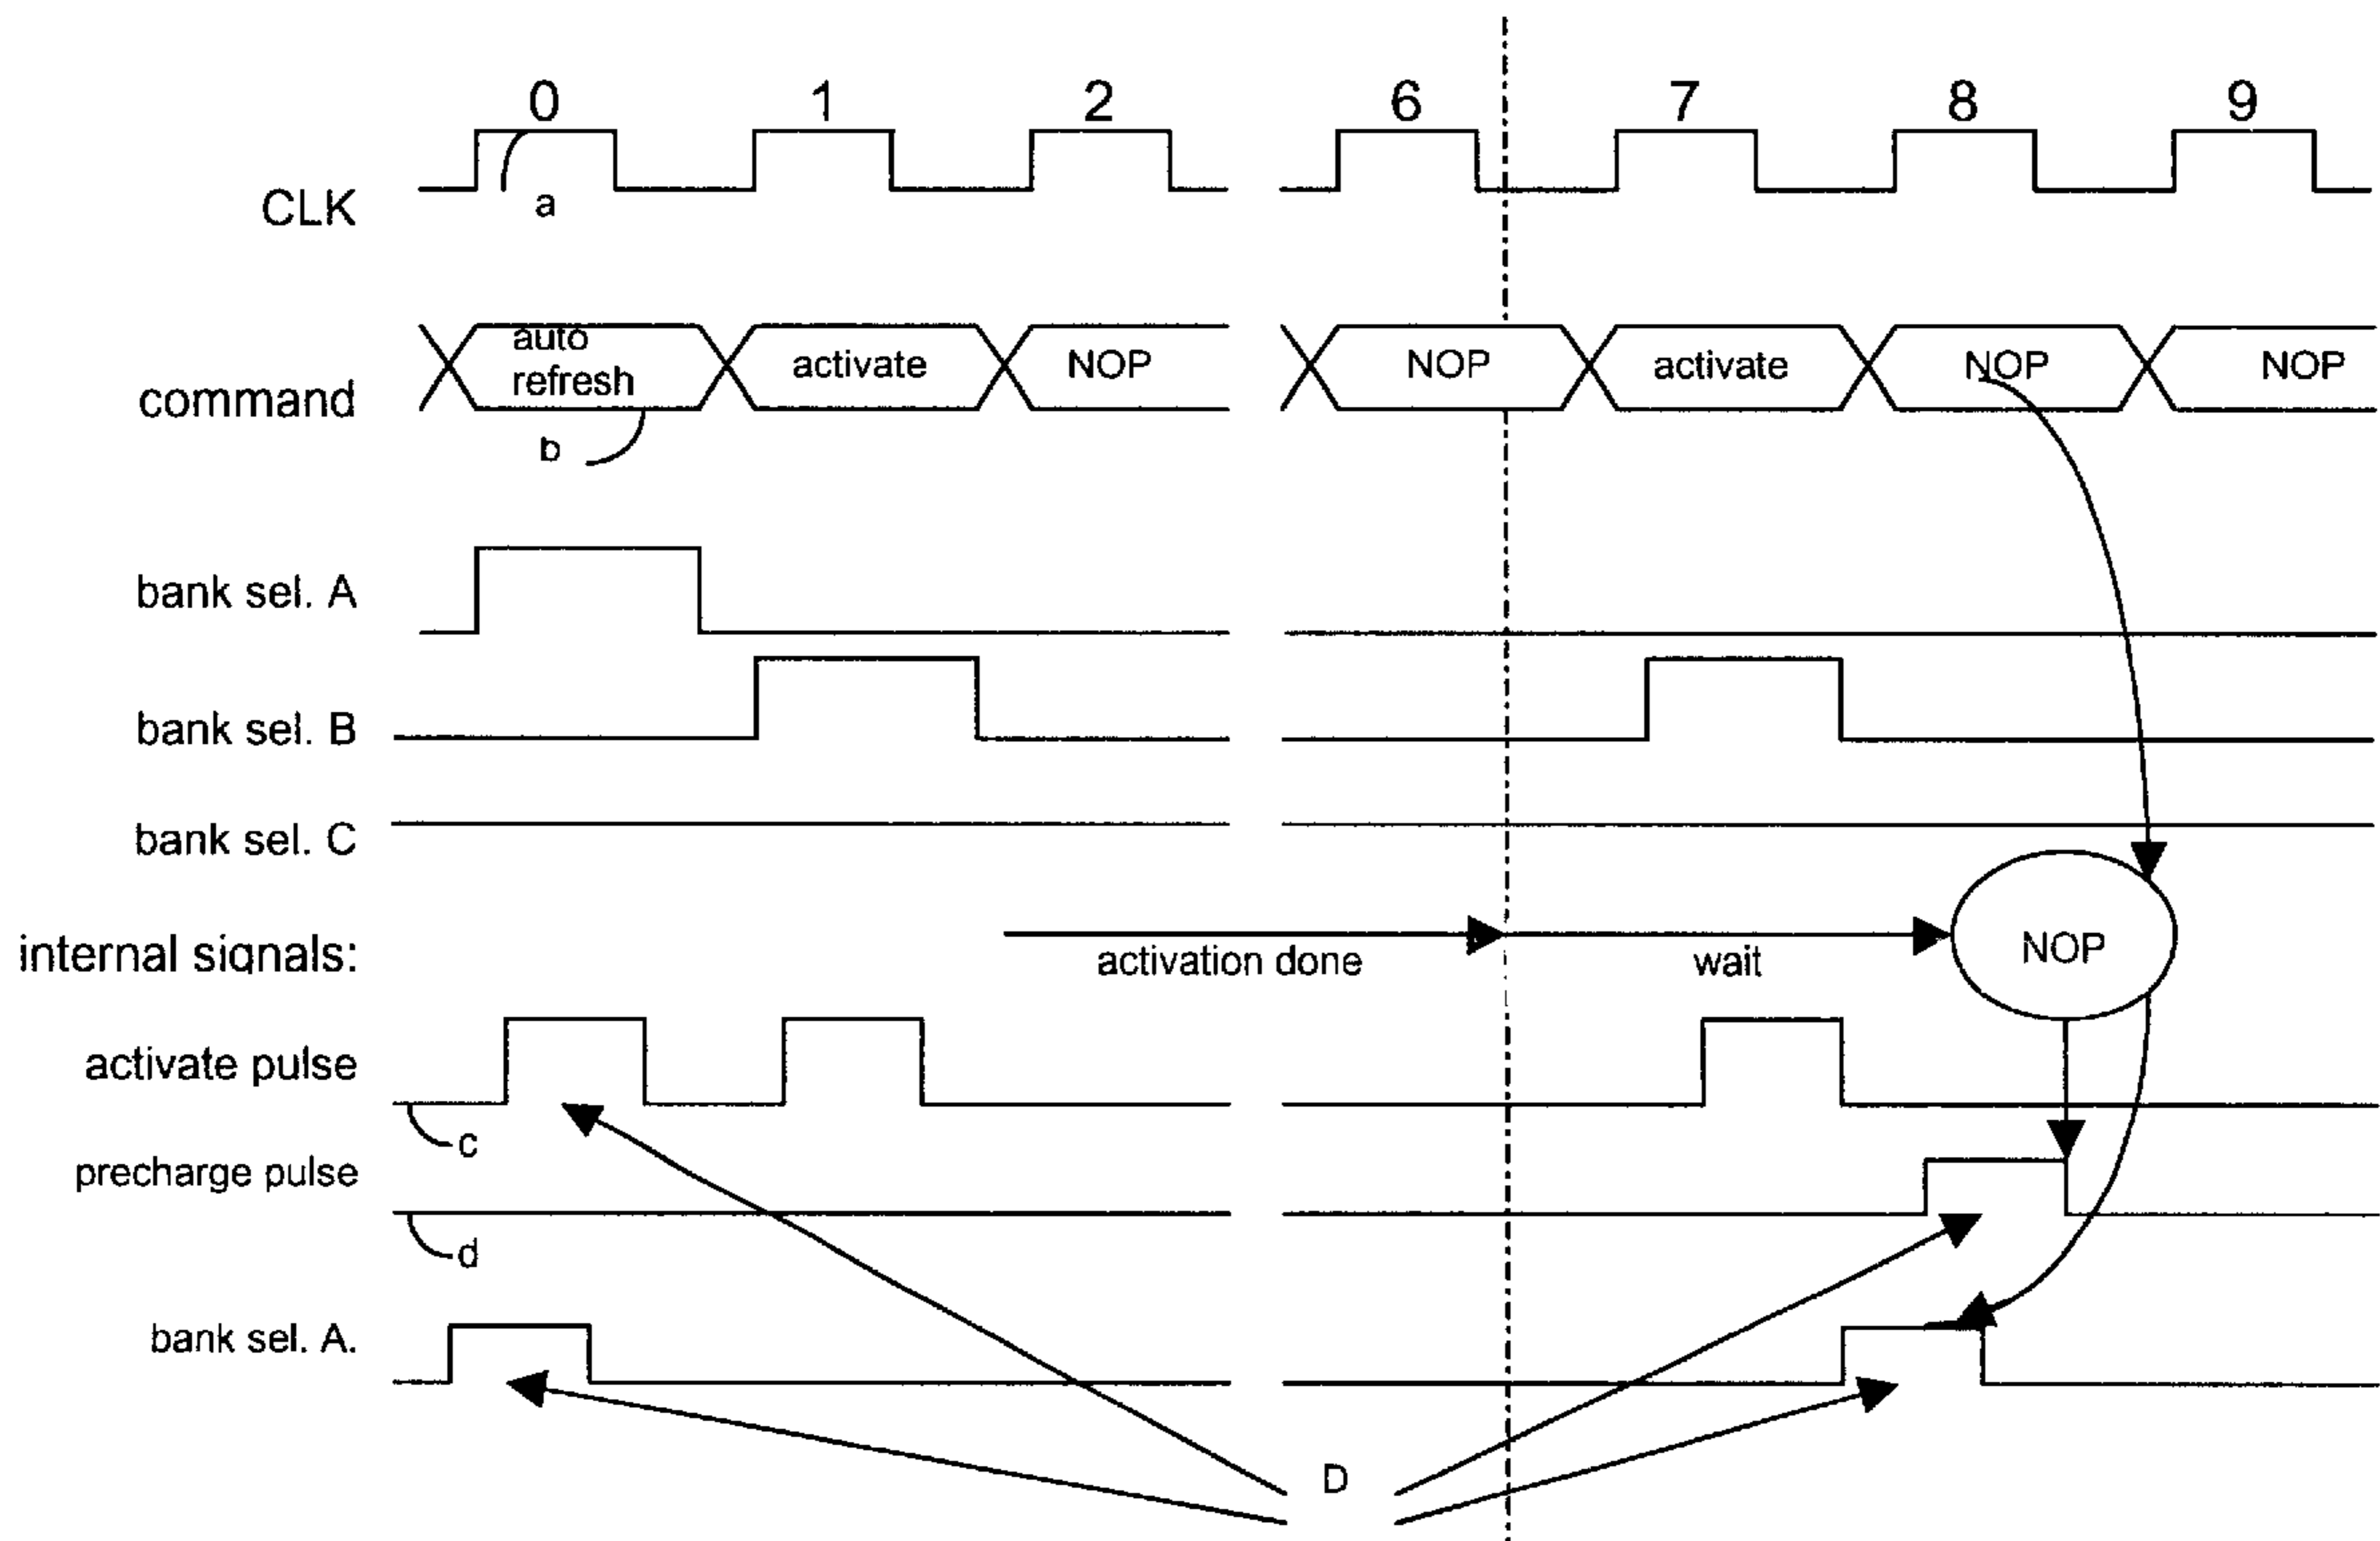 0 1 2 6 7 8 9
CLK
a
command
auto
refresh
activate NOP NOP activate NOP NOP
b
bank sel. A
bank sel. B
bank sel. C
internal signals:
activation done wait NOP
activate pulse
c
precharge pulse
d
bank sel. A.
D